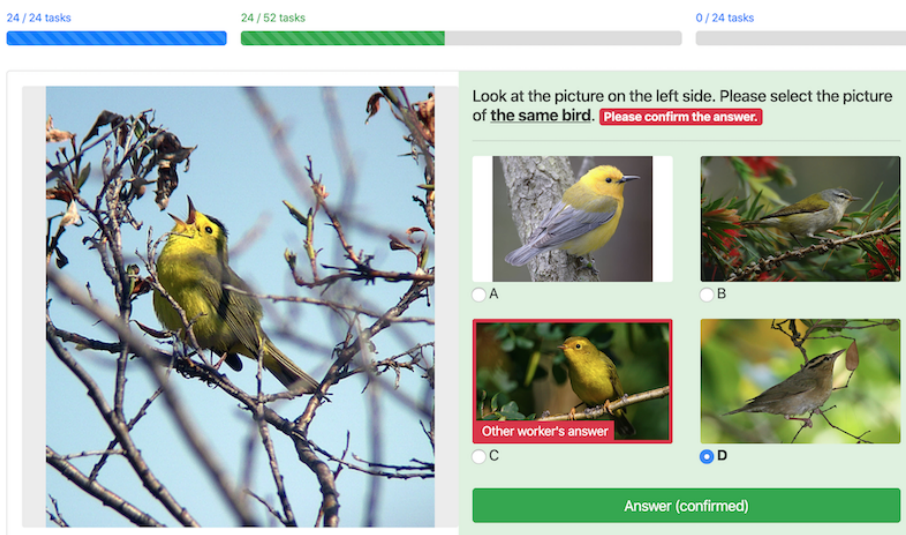 24 / 24 tasks
24 / 52 tasks
0 / 24 tasks
Look at the picture on the left side. Please select the picture
of the same bird. Please confirm the answer.
A
B
Other worker's answer
C
D
Answer (confirmed)